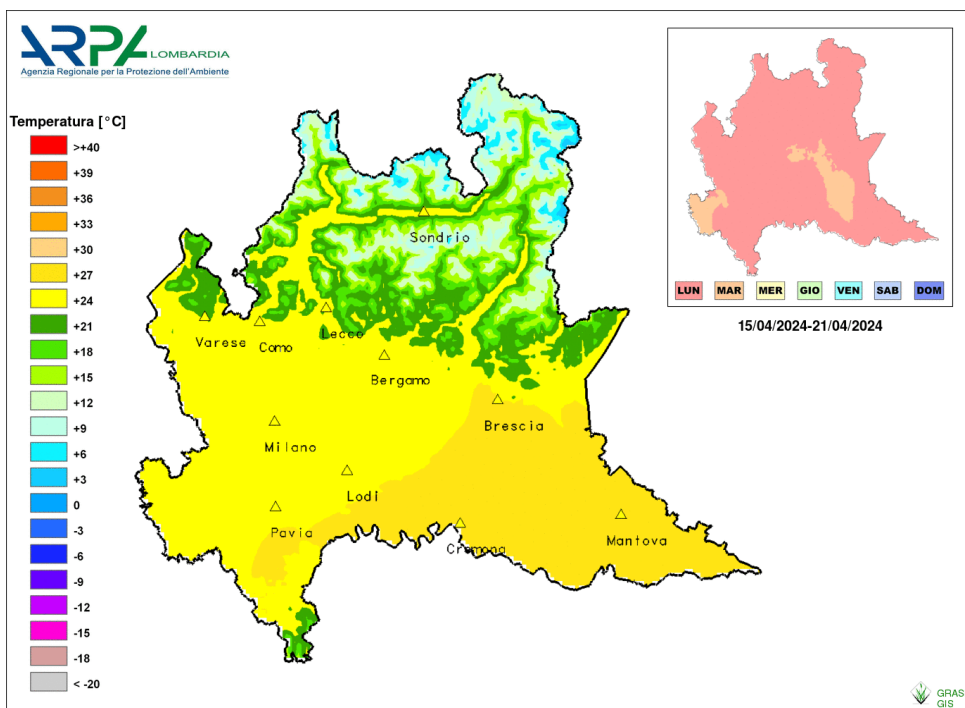 ARPA LOMBARDIA
Agenzia Regionale per la Protezione dell'Ambiente
Temperatura [°C]
>+40
+39
+36
+33
+30
+27
+24
+21
+18
+15
+12
+9
+6
+3
0
-3
-6
-9
-12
-15
-18
< -20
Sondrio
Varese
Como
Lecco
Bergamo
Brescia
Milano
Lodi
Pavia
Cremona
Mantova
LUN MAR MER GIO VEN SAB DOM
15/04/2024-21/04/2024
GRAS
GIS